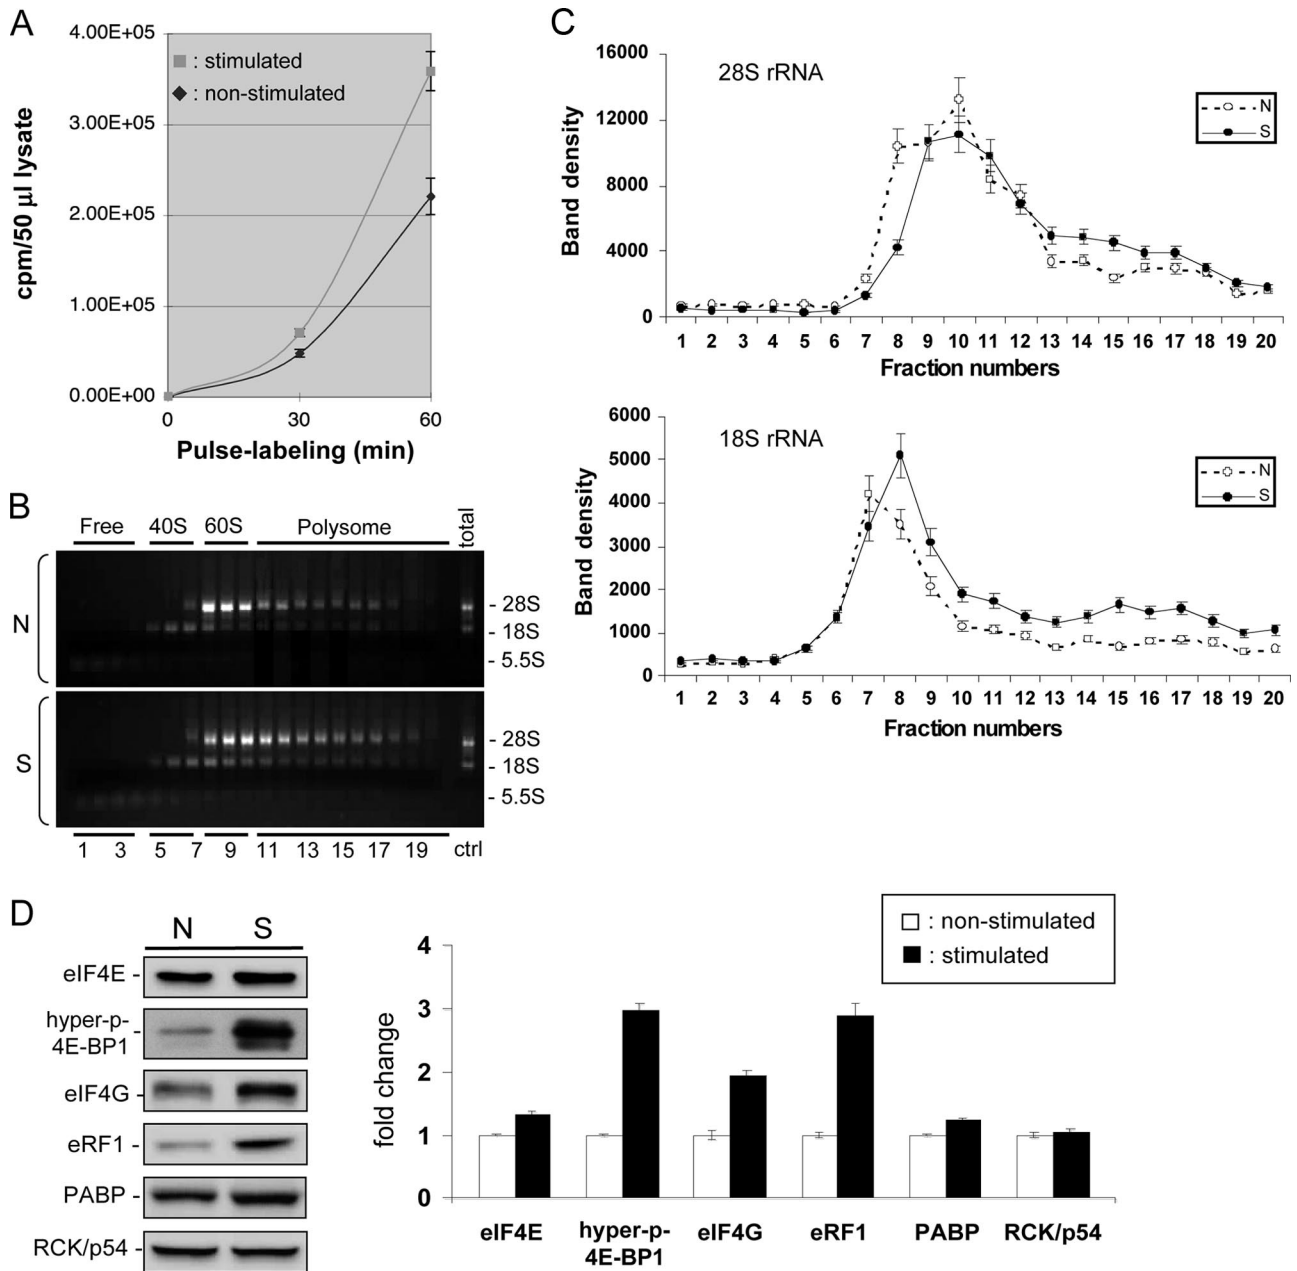 A
4.00E+05
3.00E+05
2.00E+05
1.00E+05
0.00E+00
cpm/50 µl lysate
: stimulated
: non-stimulated
0
30
60
Pulse-labeling (min)
B
Free
40S
60S
Polysome
total
N
- 28S
- 18S
- 5.5S
S
- 28S
- 18S
- 5.5S
1 3 5 7 9 11 13 15 17 19 ctrl
C
16000
12000
8000
4000
0
Band density
28S rRNA
N
S
1 2 3 4 5 6 7 8 9 10 11 12 13 14 15 16 17 18 19 20
Fraction numbers
6000
5000
4000
3000
2000
1000
0
Band density
18S rRNA
N
S
1 2 3 4 5 6 7 8 9 10 11 12 13 14 15 16 17 18 19 20
Fraction numbers
D
N S
eIF4E -
hyper-p-
4E-BP1 -
eIF4G -
eRF1 -
PABP -
RCK/p54 -
: non-stimulated
: stimulated
4
3
2
1
0
fold change
eIF4E
hyper-p-
4E-BP1
eIF4G
eRF1
PABP
RCK/p54